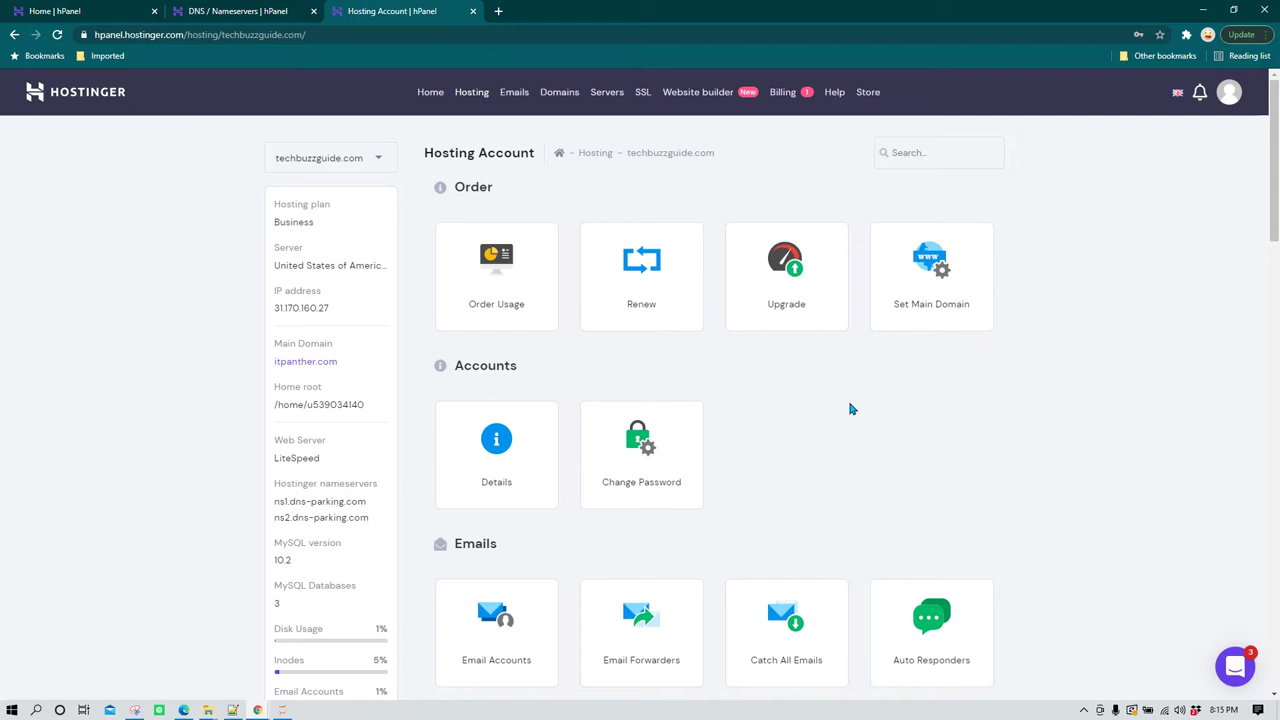 Home | hPanel
DNS / Nameservers | hPanel
Hosting Account | hPanel
hpanel.hostinger.com/hosting/techbuzzguide.com/
Update
Bookmarks
Imported
Other bookmarks
Reading list
HOSTINGER
Home
Hosting
Emails
Domains
Servers
SSL
Website builder New
Billing 1
Help
Store
techbuzzguide.com
Hosting Account
- Hosting - techbuzzguide.com
Search...
Hosting plan
Business
Server
United States of Americ...
IP address
31.170.160.27
Main Domain
itpanther.com
Home root
/home/u539034140
Web Server
LiteSpeed
Hostinger nameservers
ns1.dns-parking.com
ns2.dns-parking.com
MySQL version
10.2
MySQL Databases
3
Disk Usage 1%
Inodes 5%
Email Accounts 1%
Order
WWW
Order Usage
Renew
Upgrade
Set Main Domain
Accounts
Details
Change Password
Emails
Email Accounts
Email Forwarders
Catch All Emails
Auto Responders
3
8:15 PM